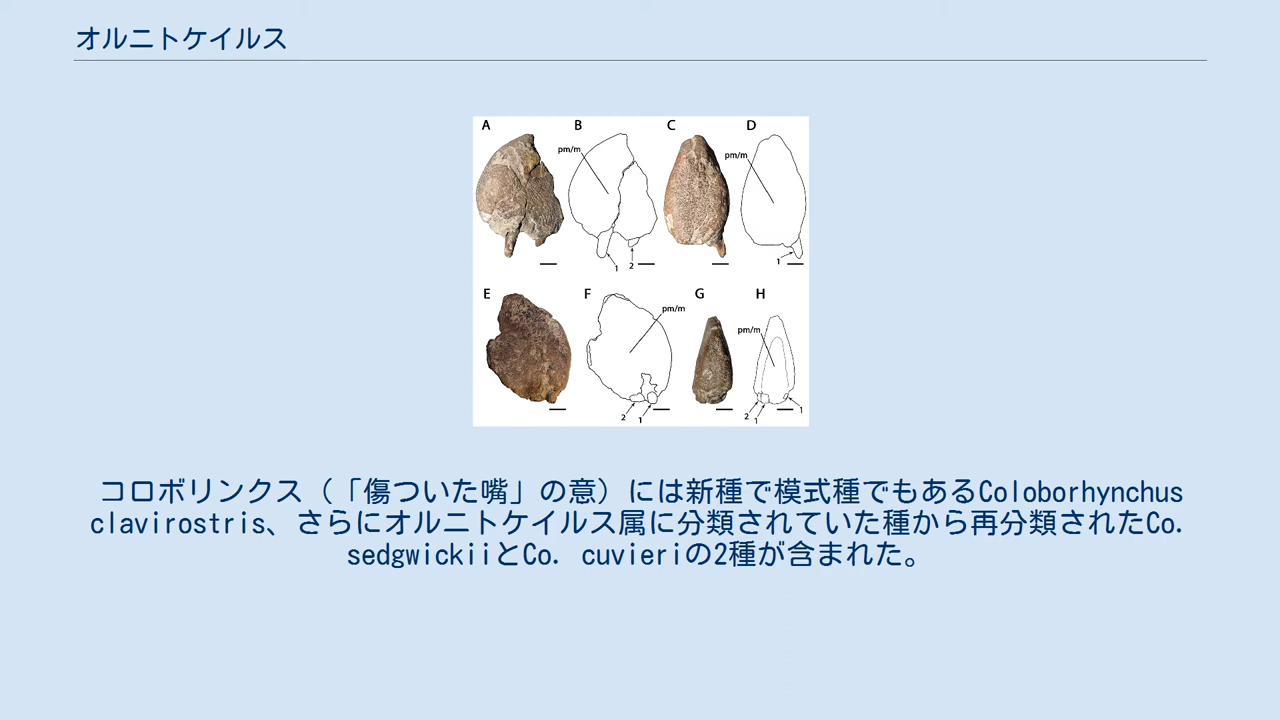 オルニトケイルス
A B C D
pm/m pm/m
1 2 1
E F G H
pm/m pm/m
2 1 2 1 1
コロボリンクス（「傷ついた嘴」の意）には新種で模式種でもあるColoborhynchus
clavirostris、さらにオルニトケイルス属に分類されていた種から再分類されたCo.
sedgwickiiとCo. cuvieriの2種が含まれた。